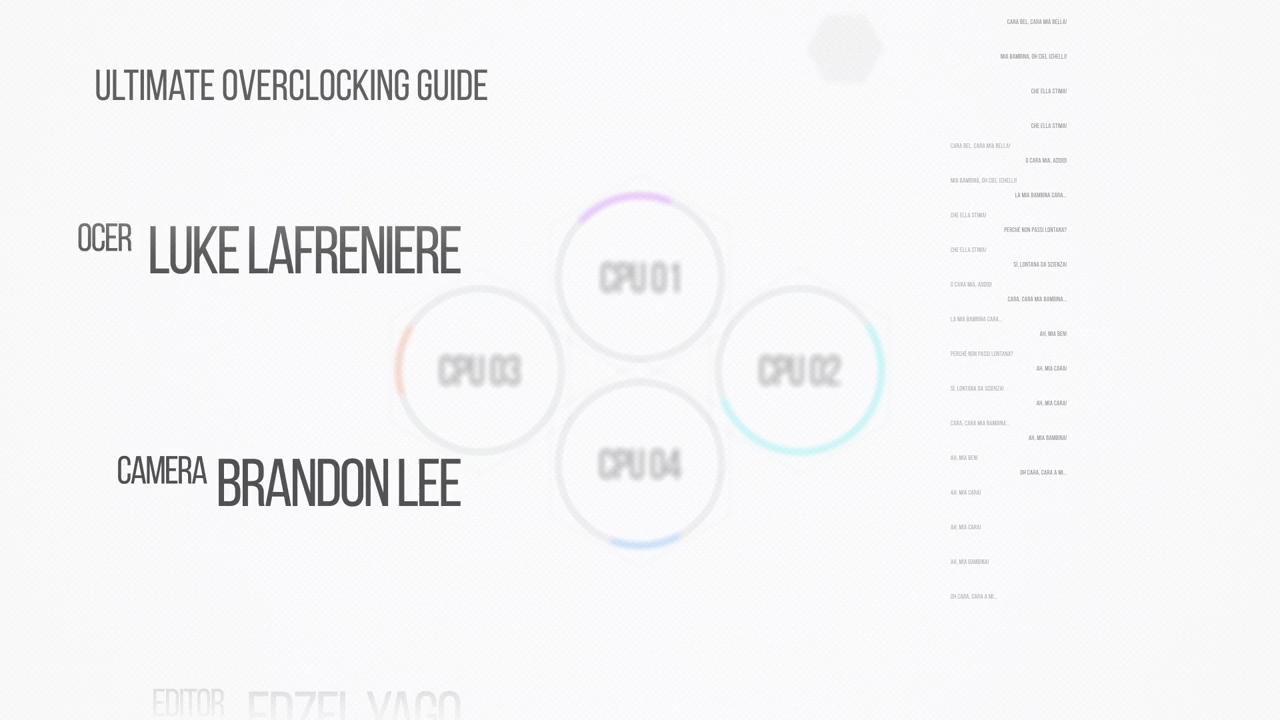 ULTIMATE OVERCLOCKING GUIDE
OCER LUKE LAFRENIERE
CAMERA BRANDON LEE
EDITOR EDZEL YAGO
CPU 01
CPU 03
CPU 02
CPU 04
CARA BEL, CARA MIA BELLA!
MIA BAMBINA, OH CIEL (CHELL)!
CHE ELLA STIMA!
CHE ELLA STIMA!
O CARA MIA, ADDIO!
LA MIA BAMBINA CARA...
PERCHÉ NON PASSI LONTANA?
SÌ, LONTANA DA SCIENZA!
CARA, CARA MIA BAMBINA...
AH, MIA BEN!
AH, MIA CARA!
AH, MIA CARA!
AH, MIA BAMBINA!
OH CARA, CARA A MI...
CARA BEL, CARA MIA BELLA!
MIA BAMBINA, OH CIEL (CHELL)!
CHE ELLA STIMA!
CHE ELLA STIMA!
O CARA MIA, ADDIO!
LA MIA BAMBINA CARA...
PERCHÉ NON PASSI LONTANA?
SÌ, LONTANA DA SCIENZA!
CARA, CARA MIA BAMBINA...
AH, MIA BEN!
AH, MIA CARA!
AH, MIA CARA!
AH, MIA BAMBINA!
OH CARA, CARA A MI...